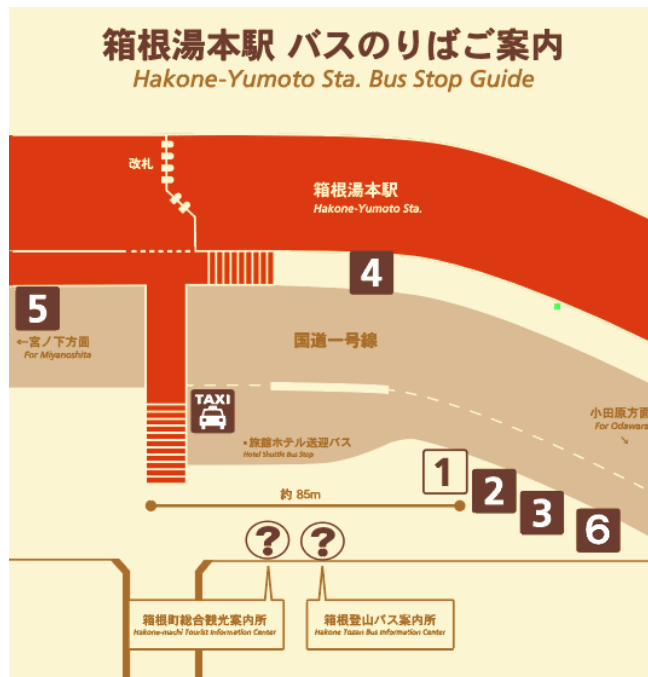 箱根湯本駅 バスのりばご案内
Hakone-Yumoto Sta. Bus Stop Guide
改札
箱根湯本駅
Hakone-Yumoto Sta.
4
5
←宮ノ下方面
For Miyanoshita
国道一号線
TAXI
小田原方面
For Odawara
↘
•旅館ホテル送迎バス
Hotel Shuttle Bus Stop
1
2
3
6
約 85m
?
?
箱根町総合観光案内所
Hakone-machi Tourist Information Center
箱根登山バス案内所
Hakone Tozan Bus Information Center